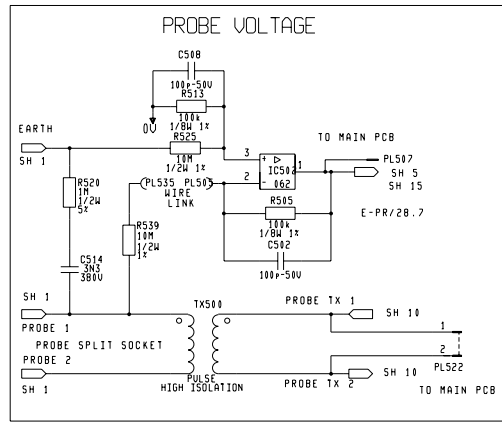 PROBE VOLTAGE
C508
100p-50V
R513
100k
1/8W 1%
0V
EARTH
SH 1
R525
10M
1/2W 1%
3
+
1
IC502
062
2
-
TO MAIN PCB
PL507
SH 5
SH 15
E-PR/28.7
R520
1M
1/2W
5%
PL535 PL505
WIRE
LINK
R505
100k
1/8W 1%
R539
10M
1/2W
1%
C502
100p-50V
C514
3N3
380V
SH 1
PROBE 1
TX500
PROBE TX 1
SH 10
PROBE SPLIT SOCKET
1
2
PL522
PROBE 2
SH 1
PULSE
HIGH ISOLATION
PROBE TX 2
SH 10
TO MAIN PCB